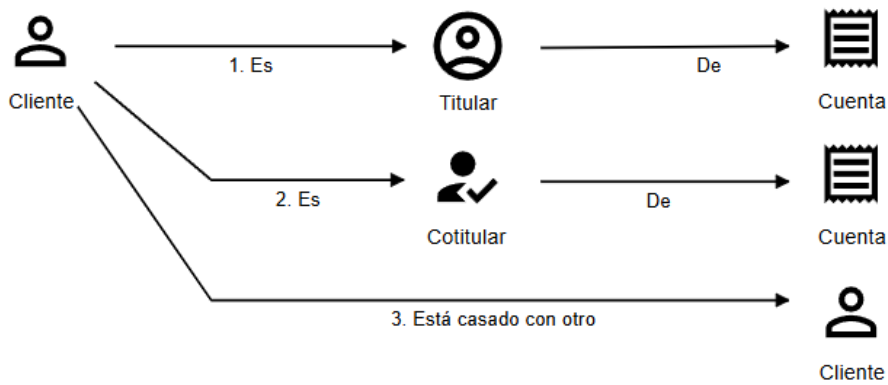 1. Es
De
Cliente
Titular
Cuenta
2. Es
De
Cotitular
Cuenta
3. Está casado con otro
Cliente